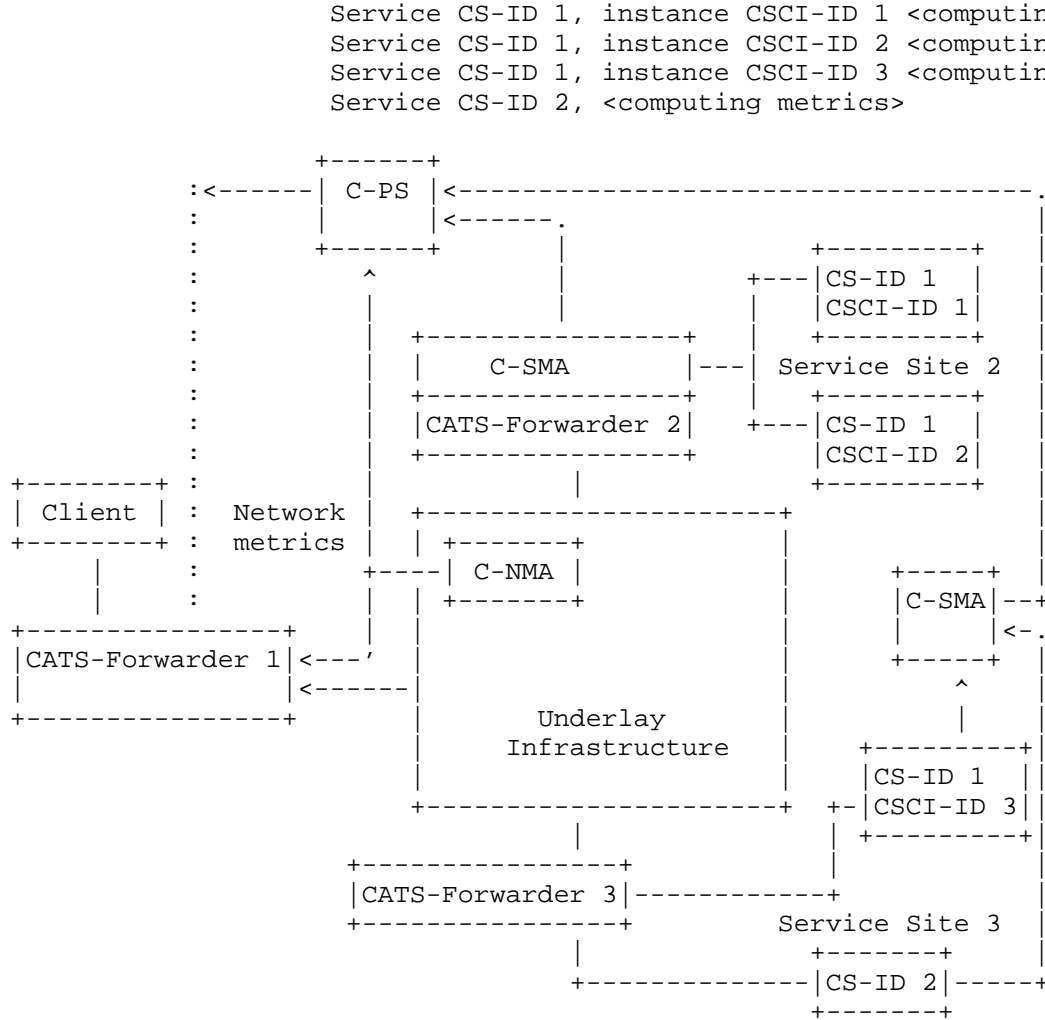 Service CS-ID 1, instance CSCI-ID 1 <computin
Service CS-ID 1, instance CSCI-ID 2 <computin
Service CS-ID 1, instance CSCI-ID 3 <computin
Service CS-ID 2, <computing metrics>
C-PS
CS-ID 1
CSCI-ID 1
C-SMA
Service Site 2
CATS-Forwarder 2
CS-ID 1
CSCI-ID 2
Client
Network
metrics
C-NMA
C-SMA
CATS-Forwarder 1
Underlay
Infrastructure
CS-ID 1
CSCI-ID 3
CATS-Forwarder 3
Service Site 3
CS-ID 2